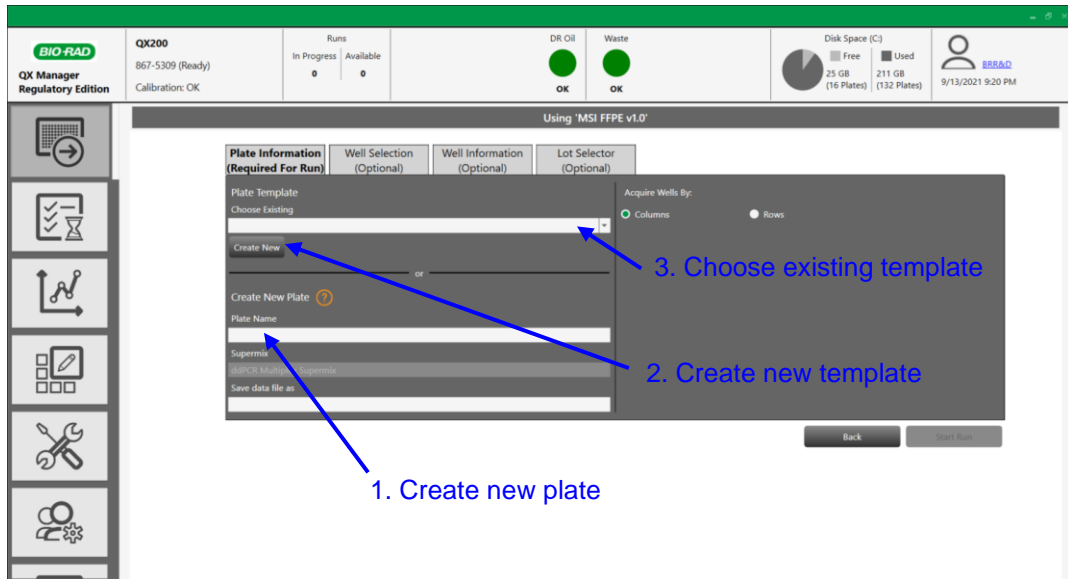 BIO-RAD
QX Manager
Regulatory Edition
QX200
867-5309 (Ready)
Calibration: OK
Runs
In Progress Available
0 0
DR Oil
OK
Waste
OK
Disk Space (C:)
Free Used
25 GB 211 GB
(16 Plates) (132 Plates)
BRR&D
9/13/2021 9:20 PM
Using 'MSI FFPE v1.0'
Plate Information
(Required For Run)
Well Selection
(Optional)
Well Information
(Optional)
Lot Selector
(Optional)
Plate Template
Choose Existing
Create New
or
Create New Plate ?
Plate Name
Supermix
ddPCR Multiplex Supermix
Save data file as
Acquire Wells By:
Columns Rows
3. Choose existing template
2. Create new template
1. Create new plate
Back
Start Run